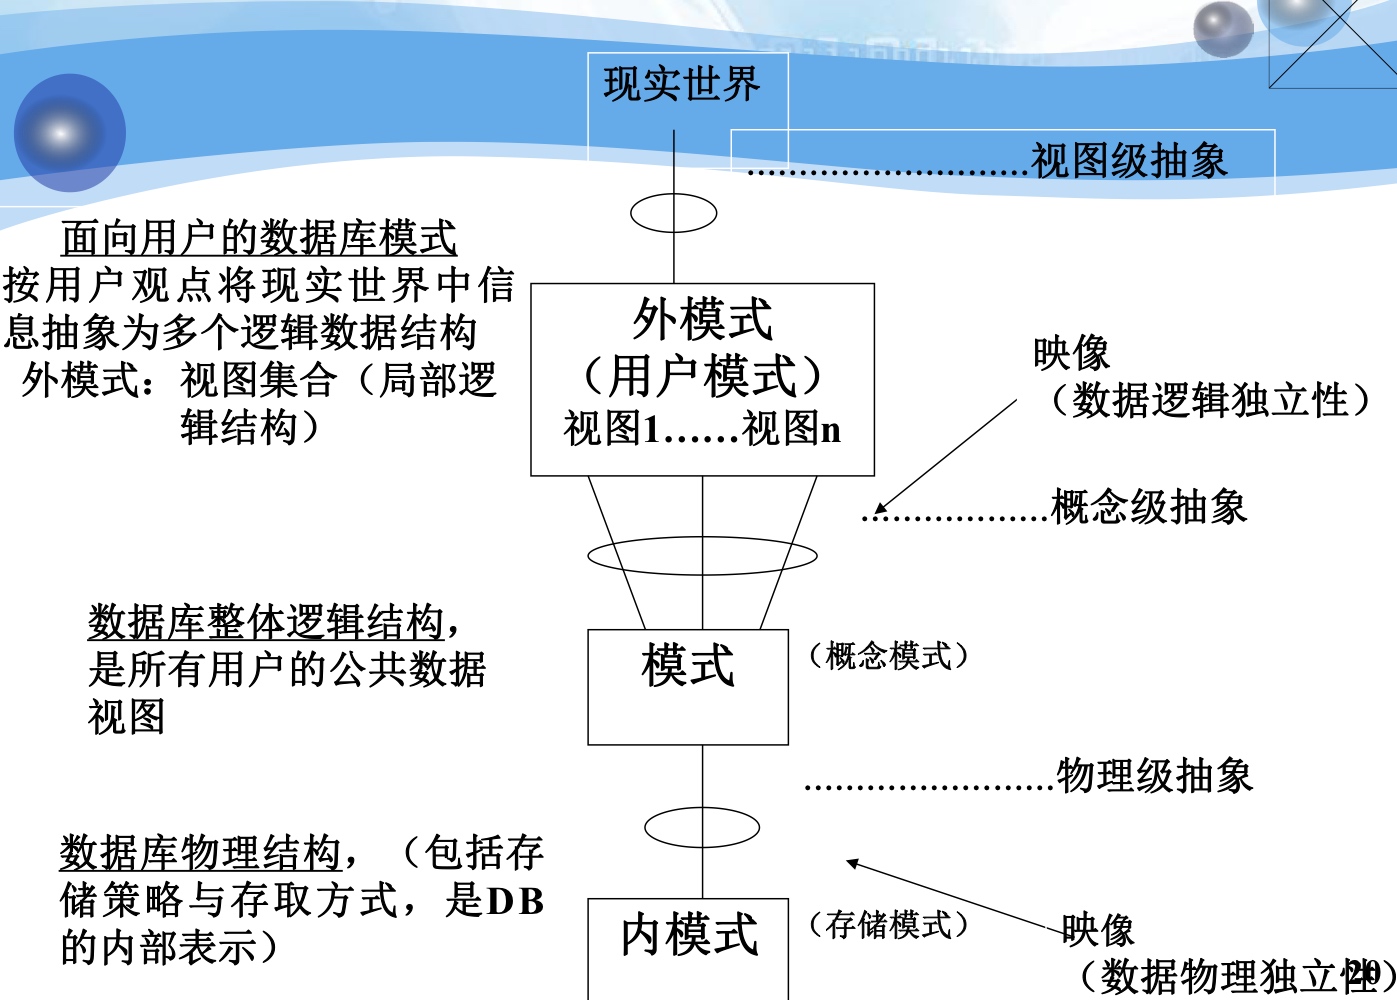 现实世界
..........................视图级抽象
面向用户的数据库模式
按用户观点将现实世界中信
息抽象为多个逻辑数据结构
外模式：视图集合（局部逻
辑结构）
外模式
（用户模式）
视图1……视图n
映像
（数据逻辑独立性）
..................概念级抽象
数据库整体逻辑结构，
是所有用户的公共数据
视图
模式
（概念模式）
........................物理级抽象
数据库物理结构，（包括存
储策略与存取方式，是DB
的内部表示）
内模式
（存储模式）
映像
（数据物理独立性）
20